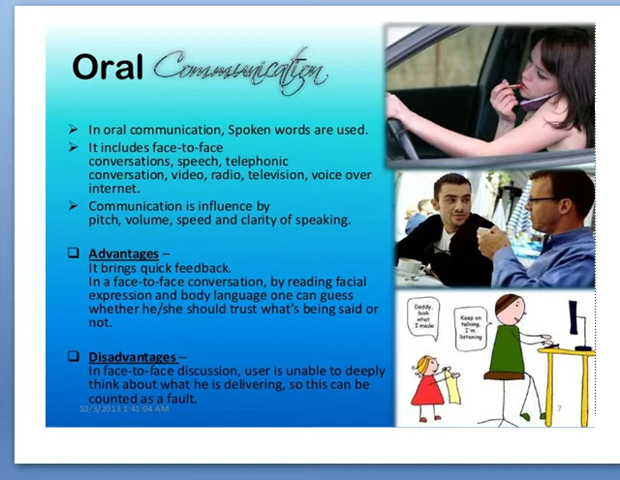 Oral Communication
➢ In oral communication, Spoken words are used.
➢ It includes face-to-face
conversations, speech, telephonic
conversation, video, radio, television, voice over
internet.
➢ Communication is influence by
pitch, volume, speed and clarity of speaking.
❑ Advantages –
It brings quick feedback.
In a face-to-face conversation, by reading facial
expression and body language one can guess
whether he/she should trust what's being said or
not.
❑ Disadvantages –
In face-to-face discussion, user is unable to deeply
think about what he is delivering, so this can be
counted as a fault.
10/3/2013 1:41:04 AM
Daddy,
look
what
I made
Keep on
talking,
I'm
listening
7